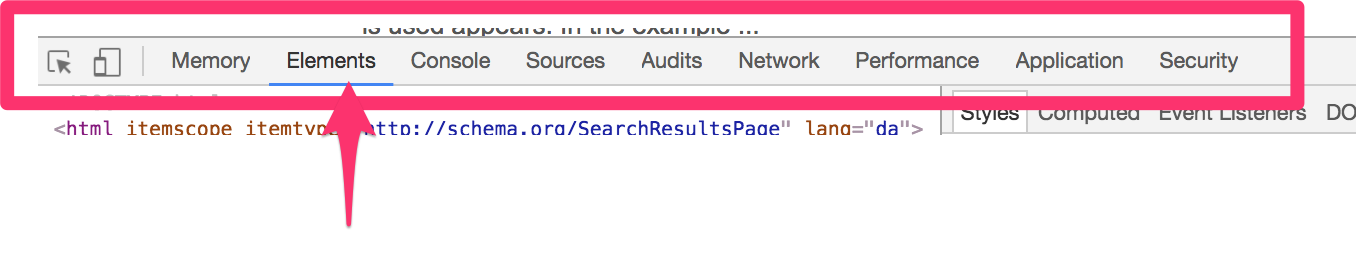 is used appears. In the example ...
Memory Elements Console Sources Audits Network Performance Application Security
<html itemscope itemtype="http://schema.org/SearchResultsPage" lang="da">
Styles Computed Event Listeners DO